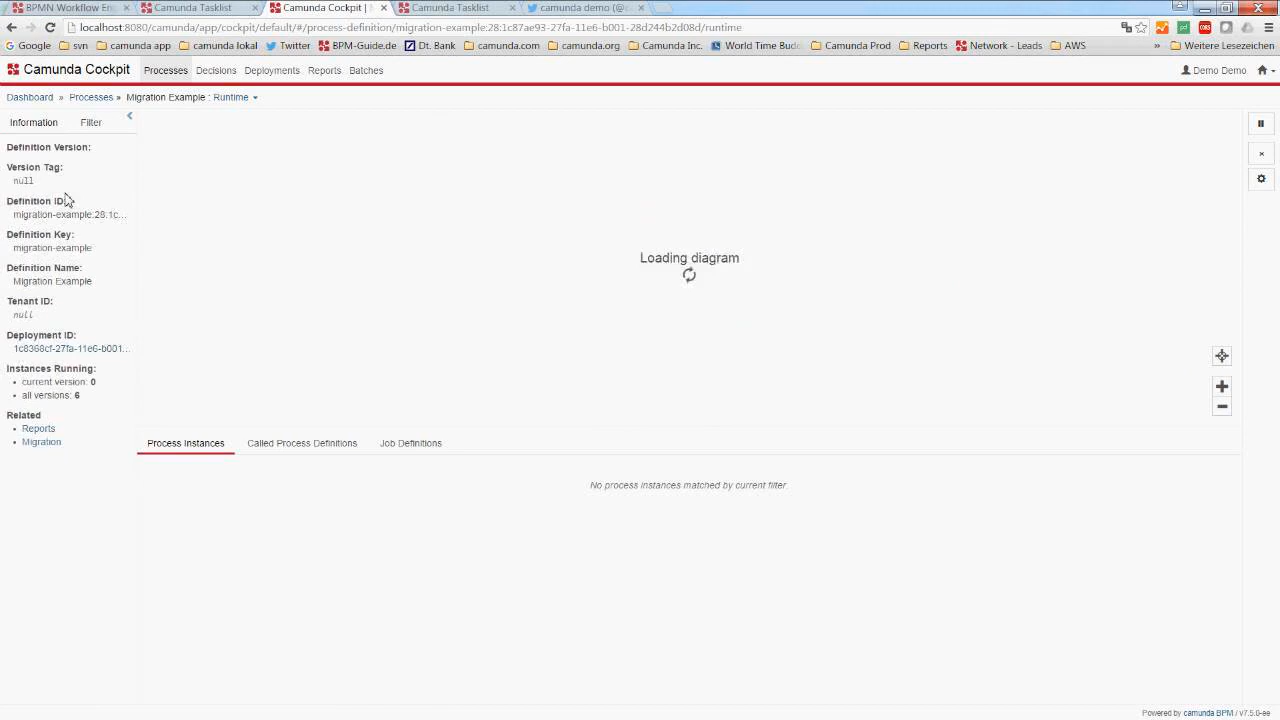 BPMN Workflow En
Camunda Tasklist
Camunda Cockpit | M
Camunda Tasklist
camunda demo (@c
localhost:8080/camunda/app/cockpit/default/#/process-definition/migration-example:28:1c87ae93-27fa-11e6-b001-28d244b2d08d/runtime
Google svn camunda app camunda lokal Twitter BPM-Guide.de Dt. Bank camunda.com camunda.org Camunda Inc. World Time Budd Camunda Prod Reports Network - Leads AWS » Weitere Lesezeichen
Camunda Cockpit Processes Decisions Deployments Reports Batches Demo Demo
Dashboard » Processes » Migration Example : Runtime
Information Filter
Definition Version:
Version Tag:
null
Definition ID:
migration-example:28:1c...
Definition Key:
migration-example
Definition Name:
Migration Example
Tenant ID:
null
Deployment ID:
1c8368cf-27fa-11e6-b001...
Instances Running:
• current version: 0
• all versions: 6
Related
• Reports
• Migration
Loading diagram
Process Instances Called Process Definitions Job Definitions
No process instances matched by current filter.
Powered by camunda BPM / v7.5.0-ee